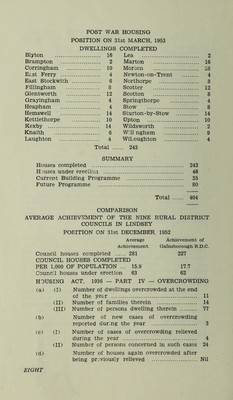 POST WAR HOUSING
POSITION ON 31st MARCH, 1953
DWELLINGS COMPLETED
Blyton 16 Lea 2
Brampton 2 Marton 16
Corringham 10 Morton 18
East Ferry 4 Newton-on-Trent 4
East Stockwith 6 Northorpe 8
Fillingham 8 Scotter 12
Glentworth 12 Scotton 8
Grayingham 4 Springthorpe 4
Heapham 4 Stow 8
Hemswell 14 Sturton-by-Stow 14
Kettlethorpe 10 Upton 10
Kexby 14 Wildsworth 2
Knaith 6 Willingham 9
Laughton 4 Willoughton 14
Total ...... 243
SUMMARY
Houses completed 243
Houses under erection 46
Current Building Programme 35
Future Programme 80
Total ...... 404
COMPARISON
AVERAGE ACHIEVEMENT OF THE NINE RURAL DISTRICT
COUNCILS IN LINDSEY
POSITION ON 31st DECEMBER, 1952
Average Achievement of
Achievement Gainsborough R.D.C.
Council houses completed 281 227
COUNCIL HOUSES COMPLETED
PER 1,000 OF POPULATION 15.9 17.7
Council houses under erection 63 62
HOUSING ACT, 1936 — PART IV — OVERCROWDING
(a) (I) Number of dwellings overcrowded at the end
of the year 11
(II) Number of families therein 14
(III) Number of persons dwelling therein 77
(b) Number of new cases of overcrowding
reported during the year 3
(c) (I) Number of cases of overcrowding relieved
during the year 4
(II) Number of persons concerned in such cases 24
(d) Number of houses again overcrowded after
being previously relieved Nil
EIGHT